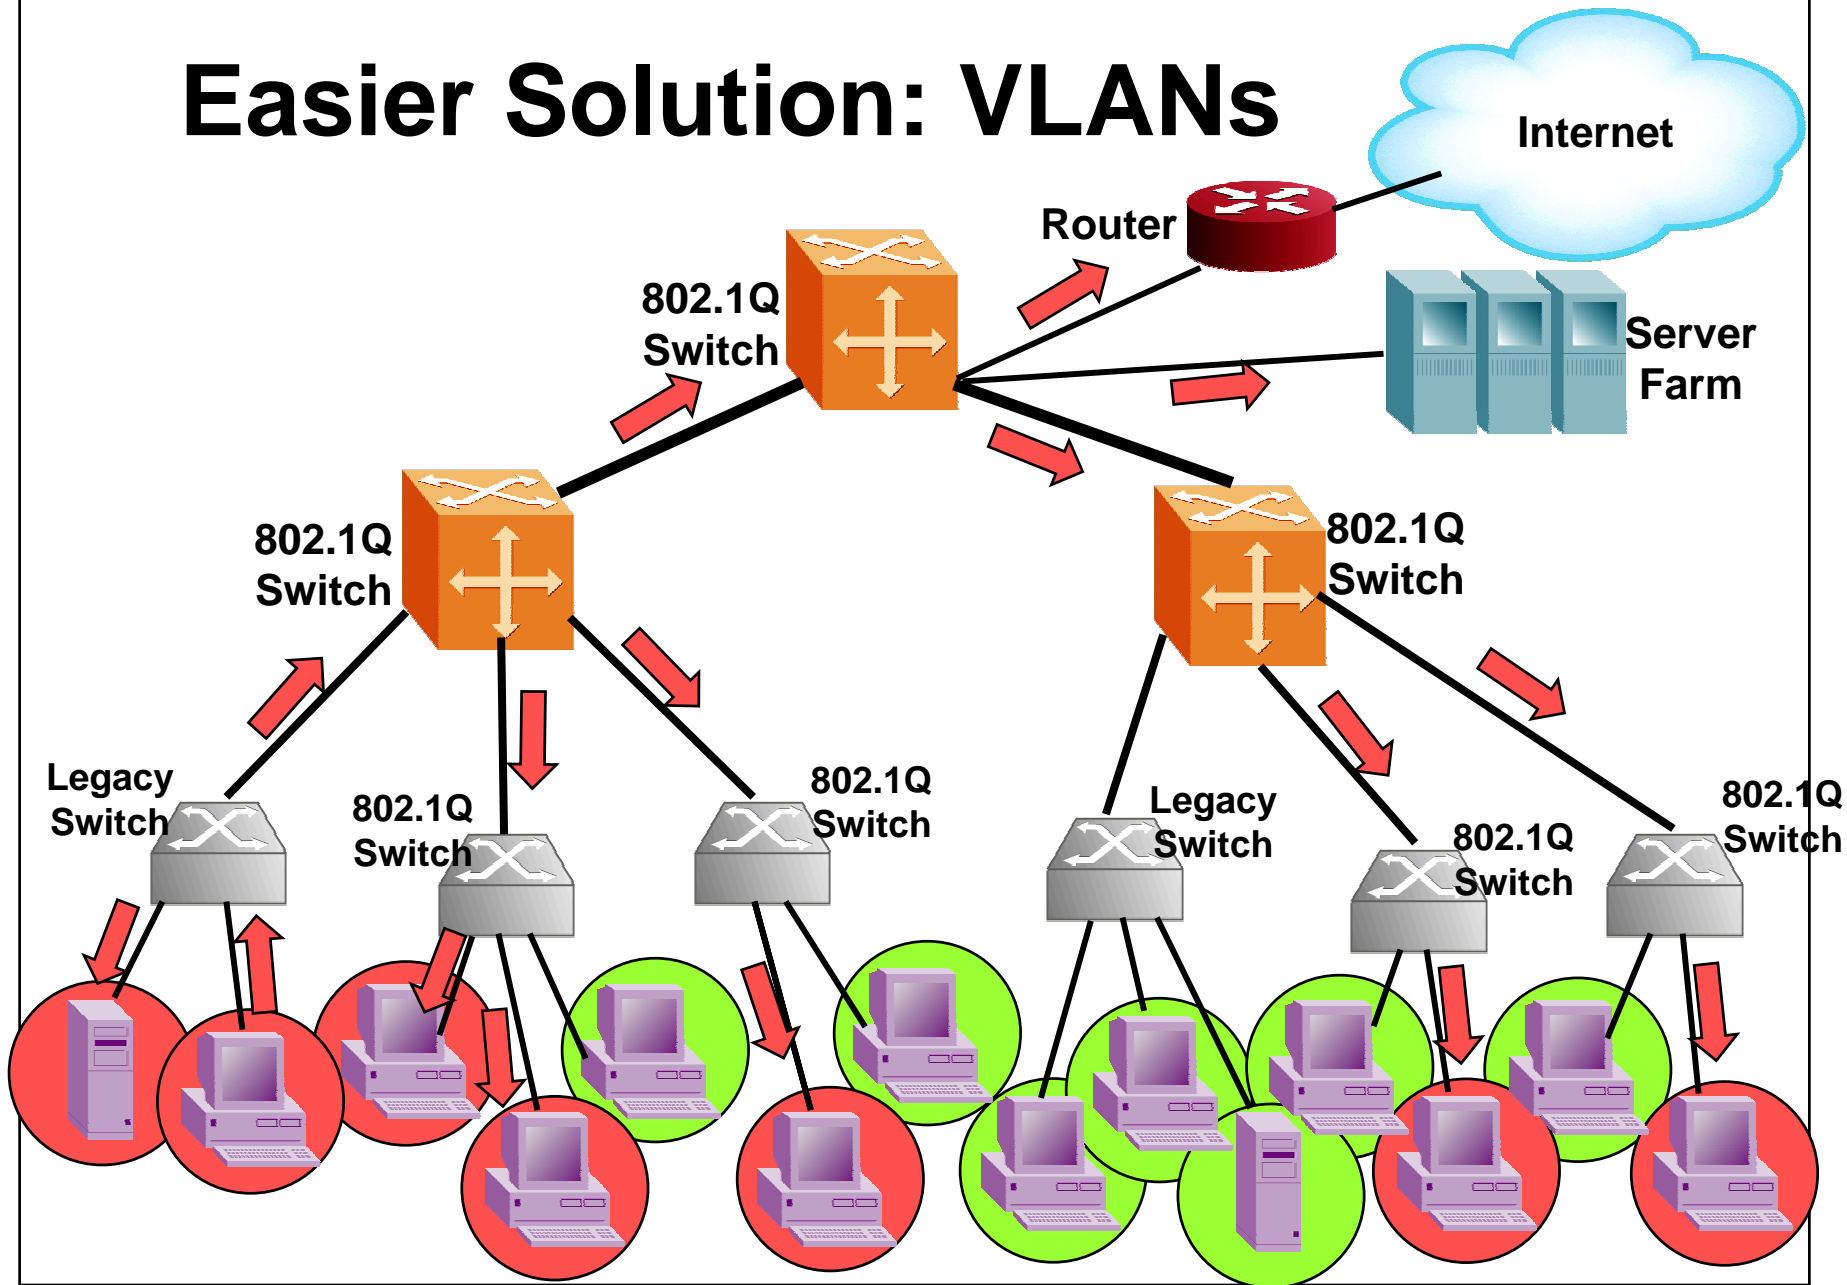 Easier Solution: VLANs
Internet
Router
802.1Q
Switch
Server
Farm
802.1Q
Switch
802.1Q
Switch
Legacy
Switch
802.1Q
Switch
802.1Q
Switch
Legacy
Switch
802.1Q
Switch
802.1Q
Switch